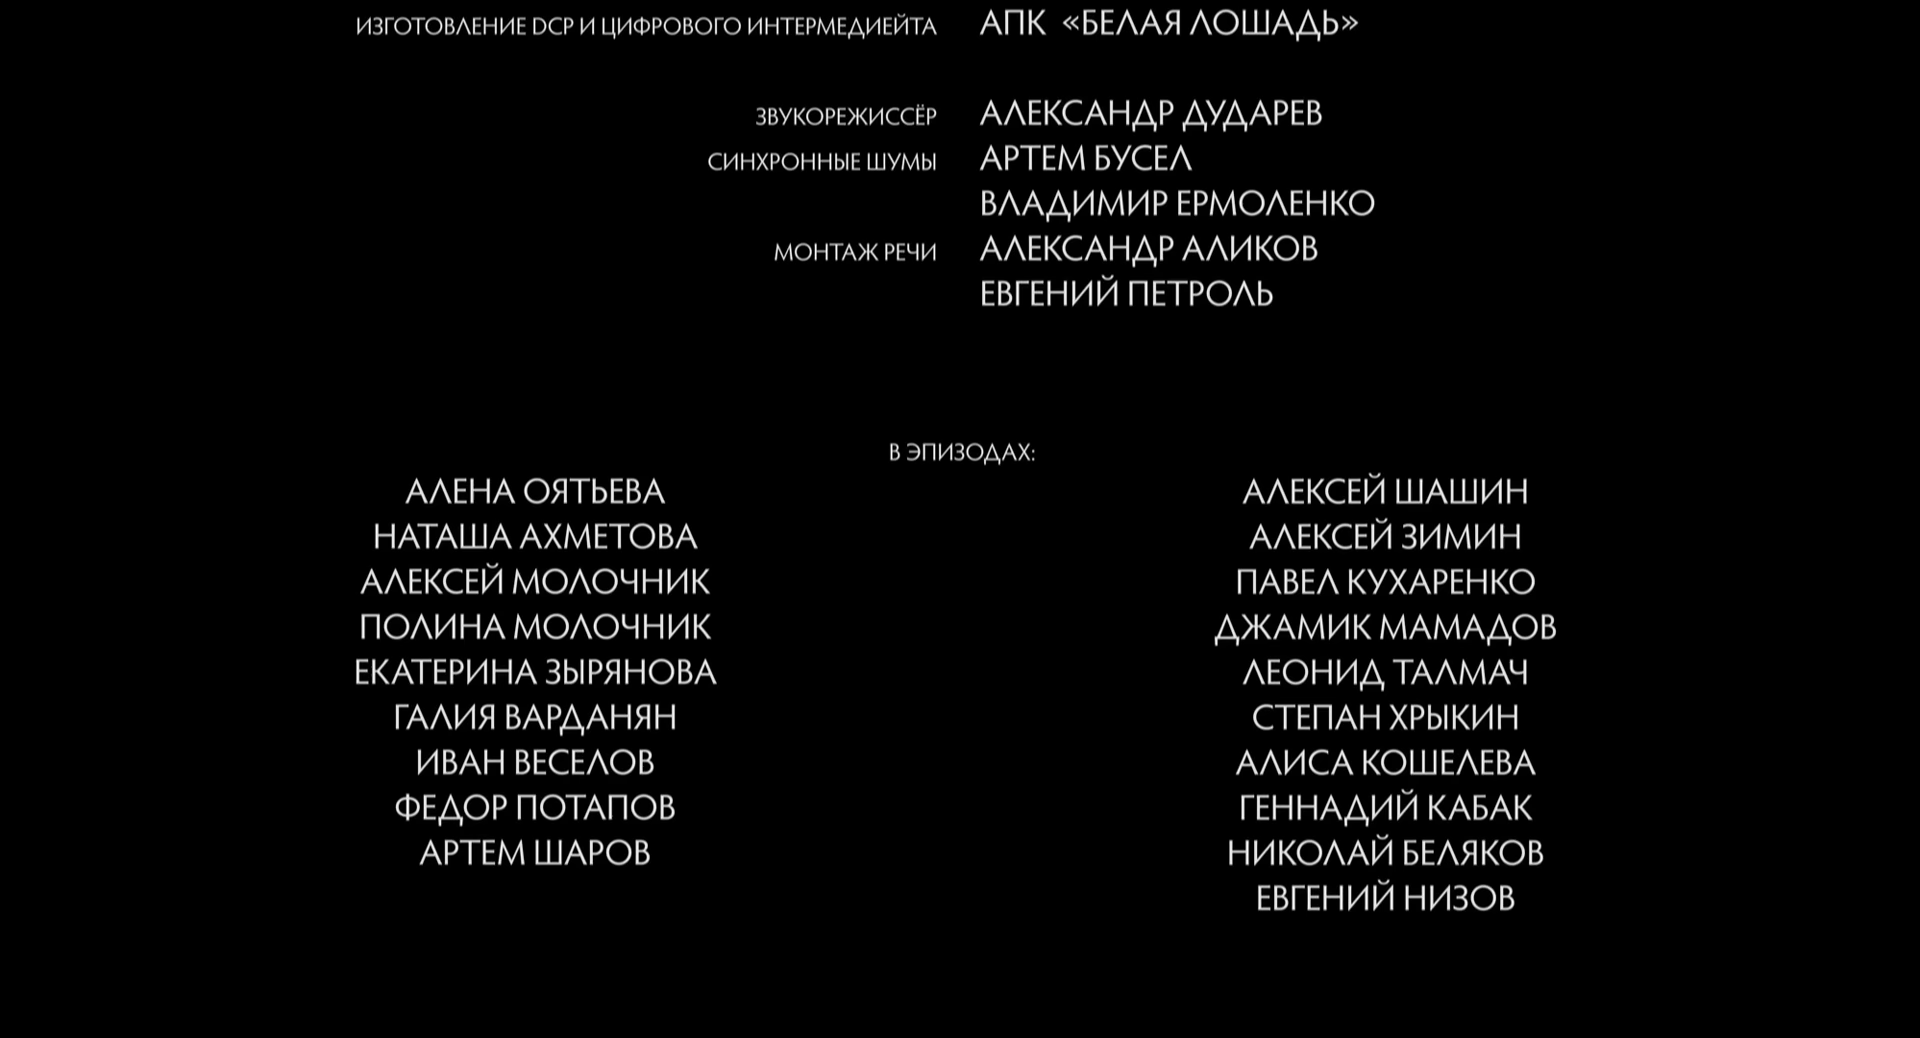 ИЗГОТОВЛЕНИЕ DCP И ЦИФРОВОГО ИНТЕРМЕДИЕЙТА АПК «БЕЛАЯ ЛОШАДЬ»
ЗВУКОРЕЖИССЁР АЛЕКСАНДР ДУДАРЕВ
СИНХРОННЫЕ ШУМЫ АРТЕМ БУСЕЛ
ВЛАДИМИР ЕРМОЛЕНКО
МОНТАЖ РЕЧИ АЛЕКСАНДР АЛИКОВ
ЕВГЕНИЙ ПЕТРОЛЬ
В ЭПИЗОДАХ:
АЛЕНА ОЯТЬЕВА
НАТАША АХМЕТОВА
АЛЕКСЕЙ МОЛОЧНИК
ПОЛИНА МОЛОЧНИК
ЕКАТЕРИНА ЗЫРЯНОВА
ГАЛИЯ ВАРДАНЯН
ИВАН ВЕСЕЛОВ
ФЕДОР ПОТАПОВ
АРТЕМ ШАРОВ
АЛЕКСЕЙ ШАШИН
АЛЕКСЕЙ ЗИМИН
ПАВЕЛ КУХАРЕНКО
ДЖАМИК МАМАДОВ
ЛЕОНИД ТАЛМАЧ
СТЕПАН ХРЫКИН
АЛИСА КОШЕЛЕВА
ГЕННАДИЙ КАБАК
НИКОЛАЙ БЕЛЯКОВ
ЕВГЕНИЙ НИЗОВ